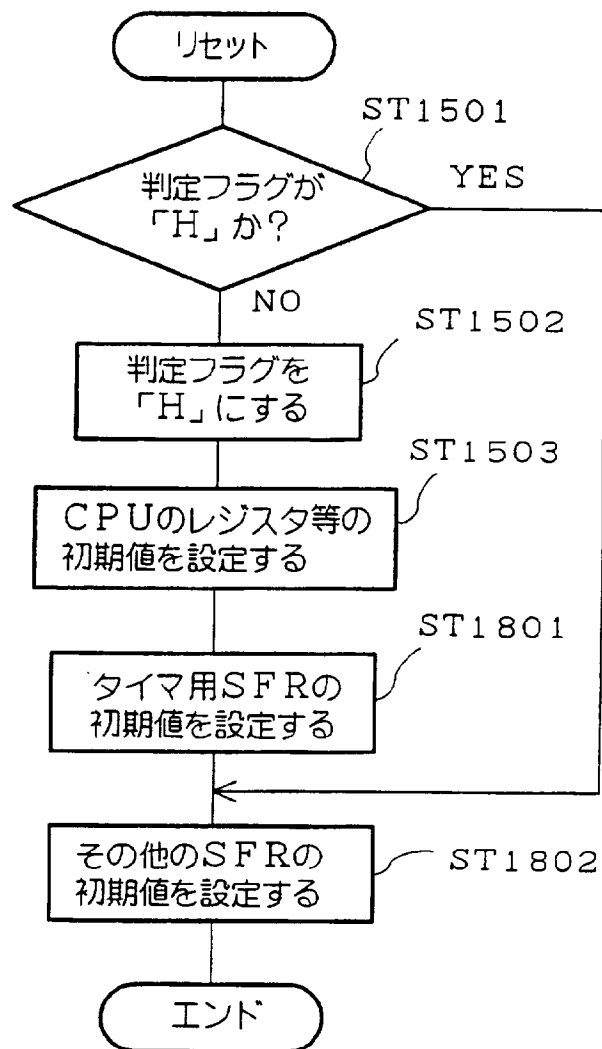 リセット
ST1501
判定フラグが
「H」か?
YES
NO
ST1502
判定フラグを
「H」にする
ST1503
CPUのレジスタ等の
初期値を設定する
ST1801
タイマ用SFRの
初期値を設定する
その他のSFRの
初期値を設定する
ST1802
エンド